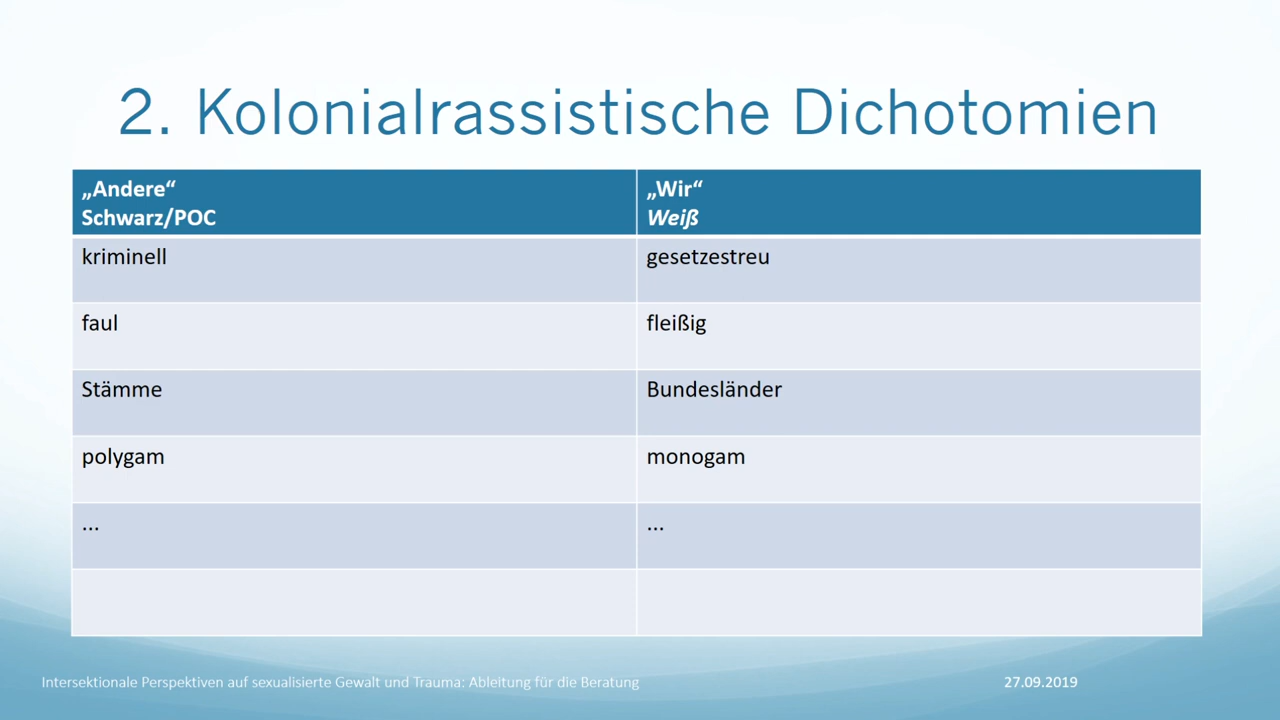 2. Kolonialrassistische Dichotomien
„Andere“
Schwarz/POC
„Wir“
Weiß
kriminell
gesetzestreu
faul
fleißig
Stämme
Bundesländer
polygam
monogam
...
...
Intersektionale Perspektiven auf sexualisierte Gewalt und Trauma: Ableitung für die Beratung
27.09.2019